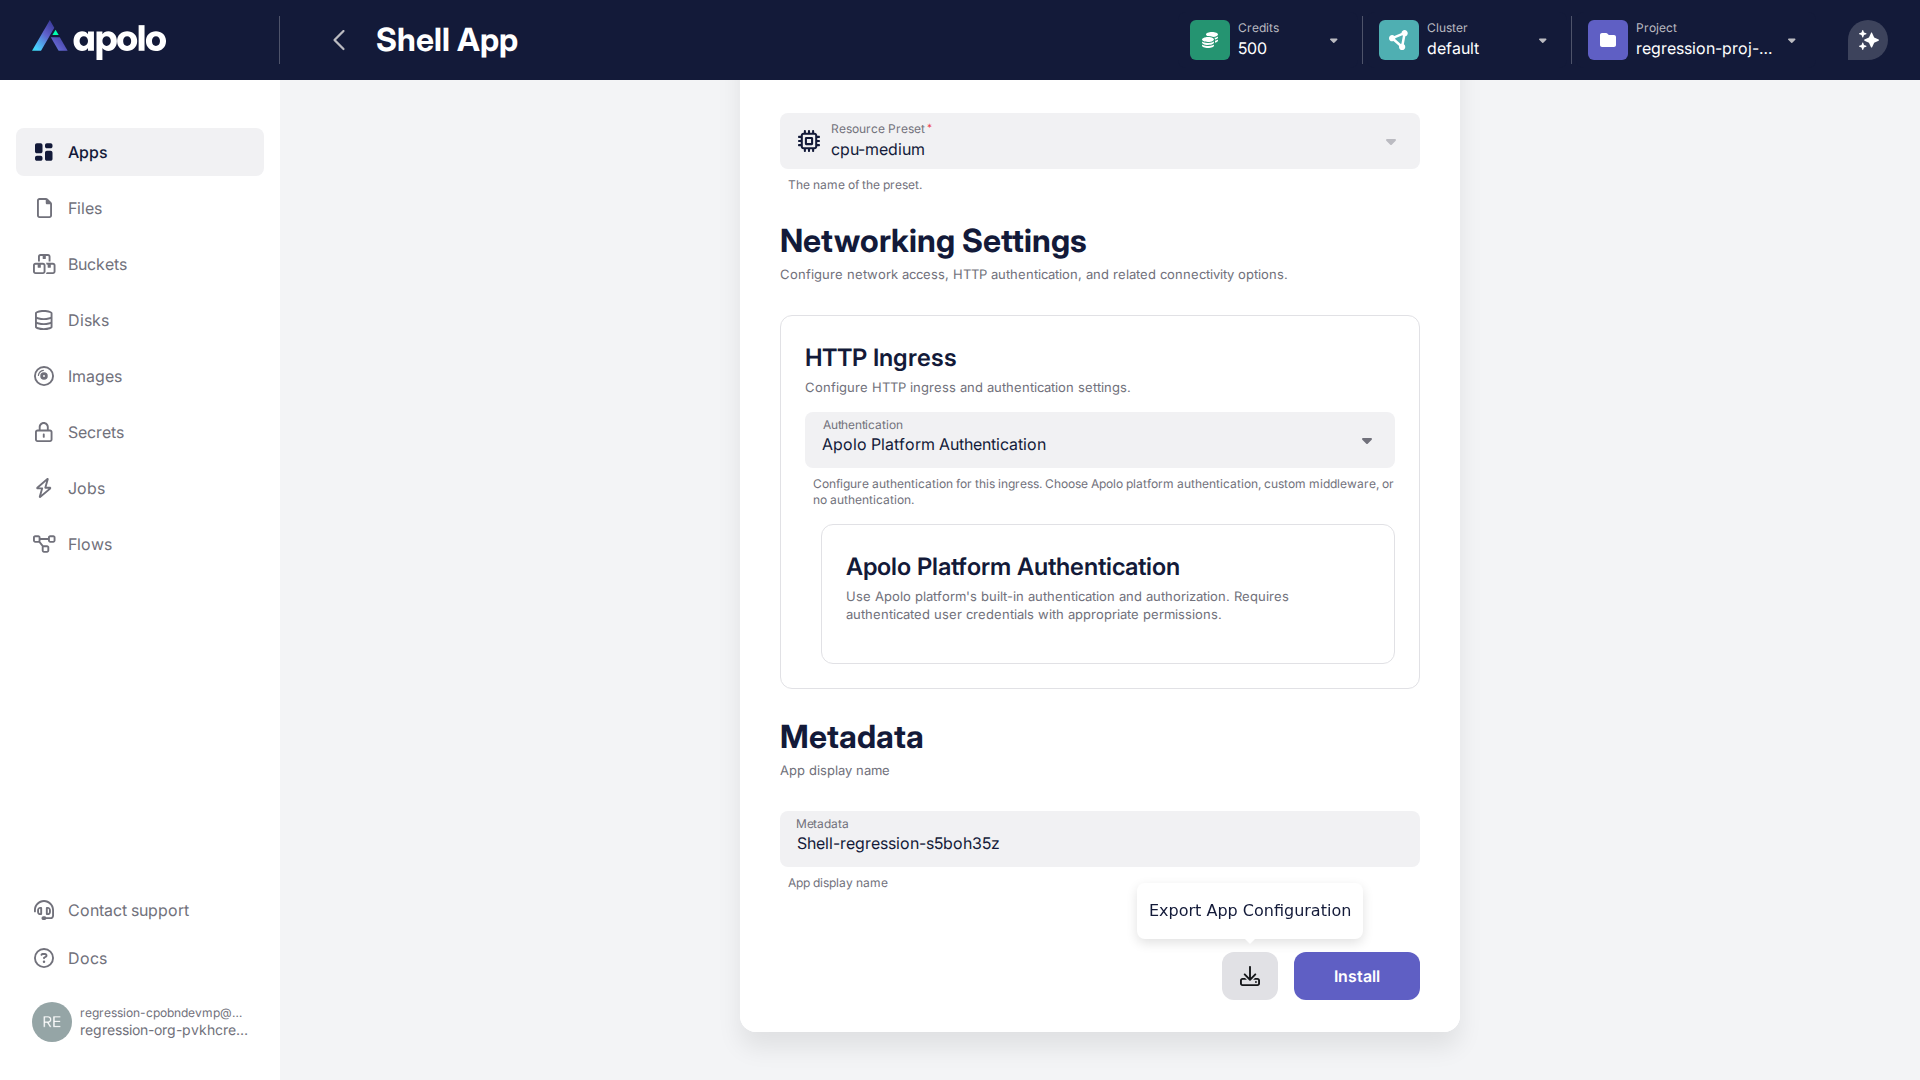 apolo
Shell App
Credits
500
Cluster
default
Project
regression-proj-...
Apps
Files
Buckets
Disks
Images
Secrets
Jobs
Flows
Contact support
Docs
RE
regression-cpobndevmp@...
regression-org-pvkhcre...
Resource Preset*
cpu-medium
The name of the preset.
Networking Settings
Configure network access, HTTP authentication, and related connectivity options.
HTTP Ingress
Configure HTTP ingress and authentication settings.
Authentication
Apolo Platform Authentication
Configure authentication for this ingress. Choose Apolo platform authentication, custom middleware, or
no authentication.
Apolo Platform Authentication
Use Apolo platform's built-in authentication and authorization. Requires
authenticated user credentials with appropriate permissions.
Metadata
App display name
Metadata
Shell-regression-s5boh35z
App display name
Export App Configuration
Install